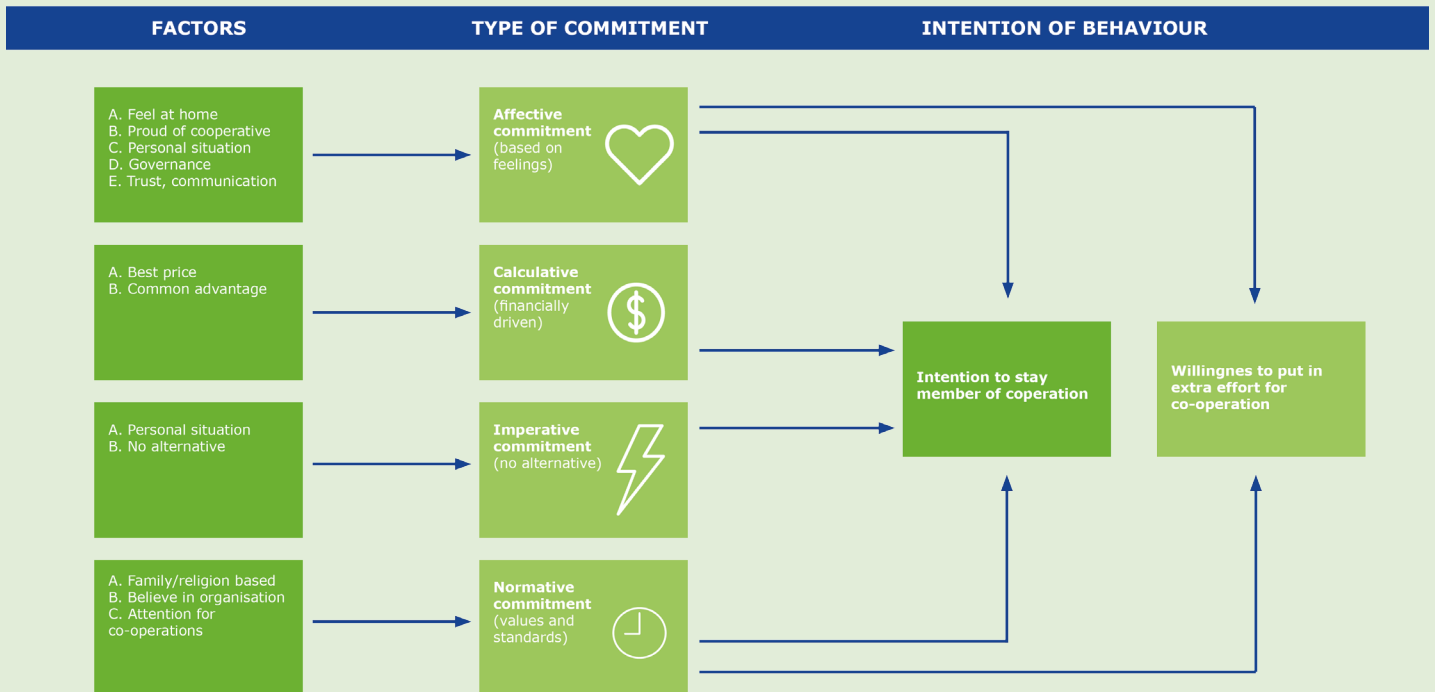 FACTORS
TYPE OF COMMITMENT
INTENTION OF BEHAVIOUR
A. Feel at home
B. Proud of cooperative
C. Personal situation
D. Governance
E. Trust, communication
Affective
commitment
(based on
feelings)
A. Best price
B. Common advantage
Calculative
commitment
(financially
driven)
$
Intention to stay
member of coperation
Willingnes to put in
extra effort for
co-operation
A. Personal situation
B. No alternative
Imperative
commitment
(no alternative)
A. Family/religion based
B. Believe in organisation
C. Attention for
co-operations
Normative
commitment
(values and
standards)